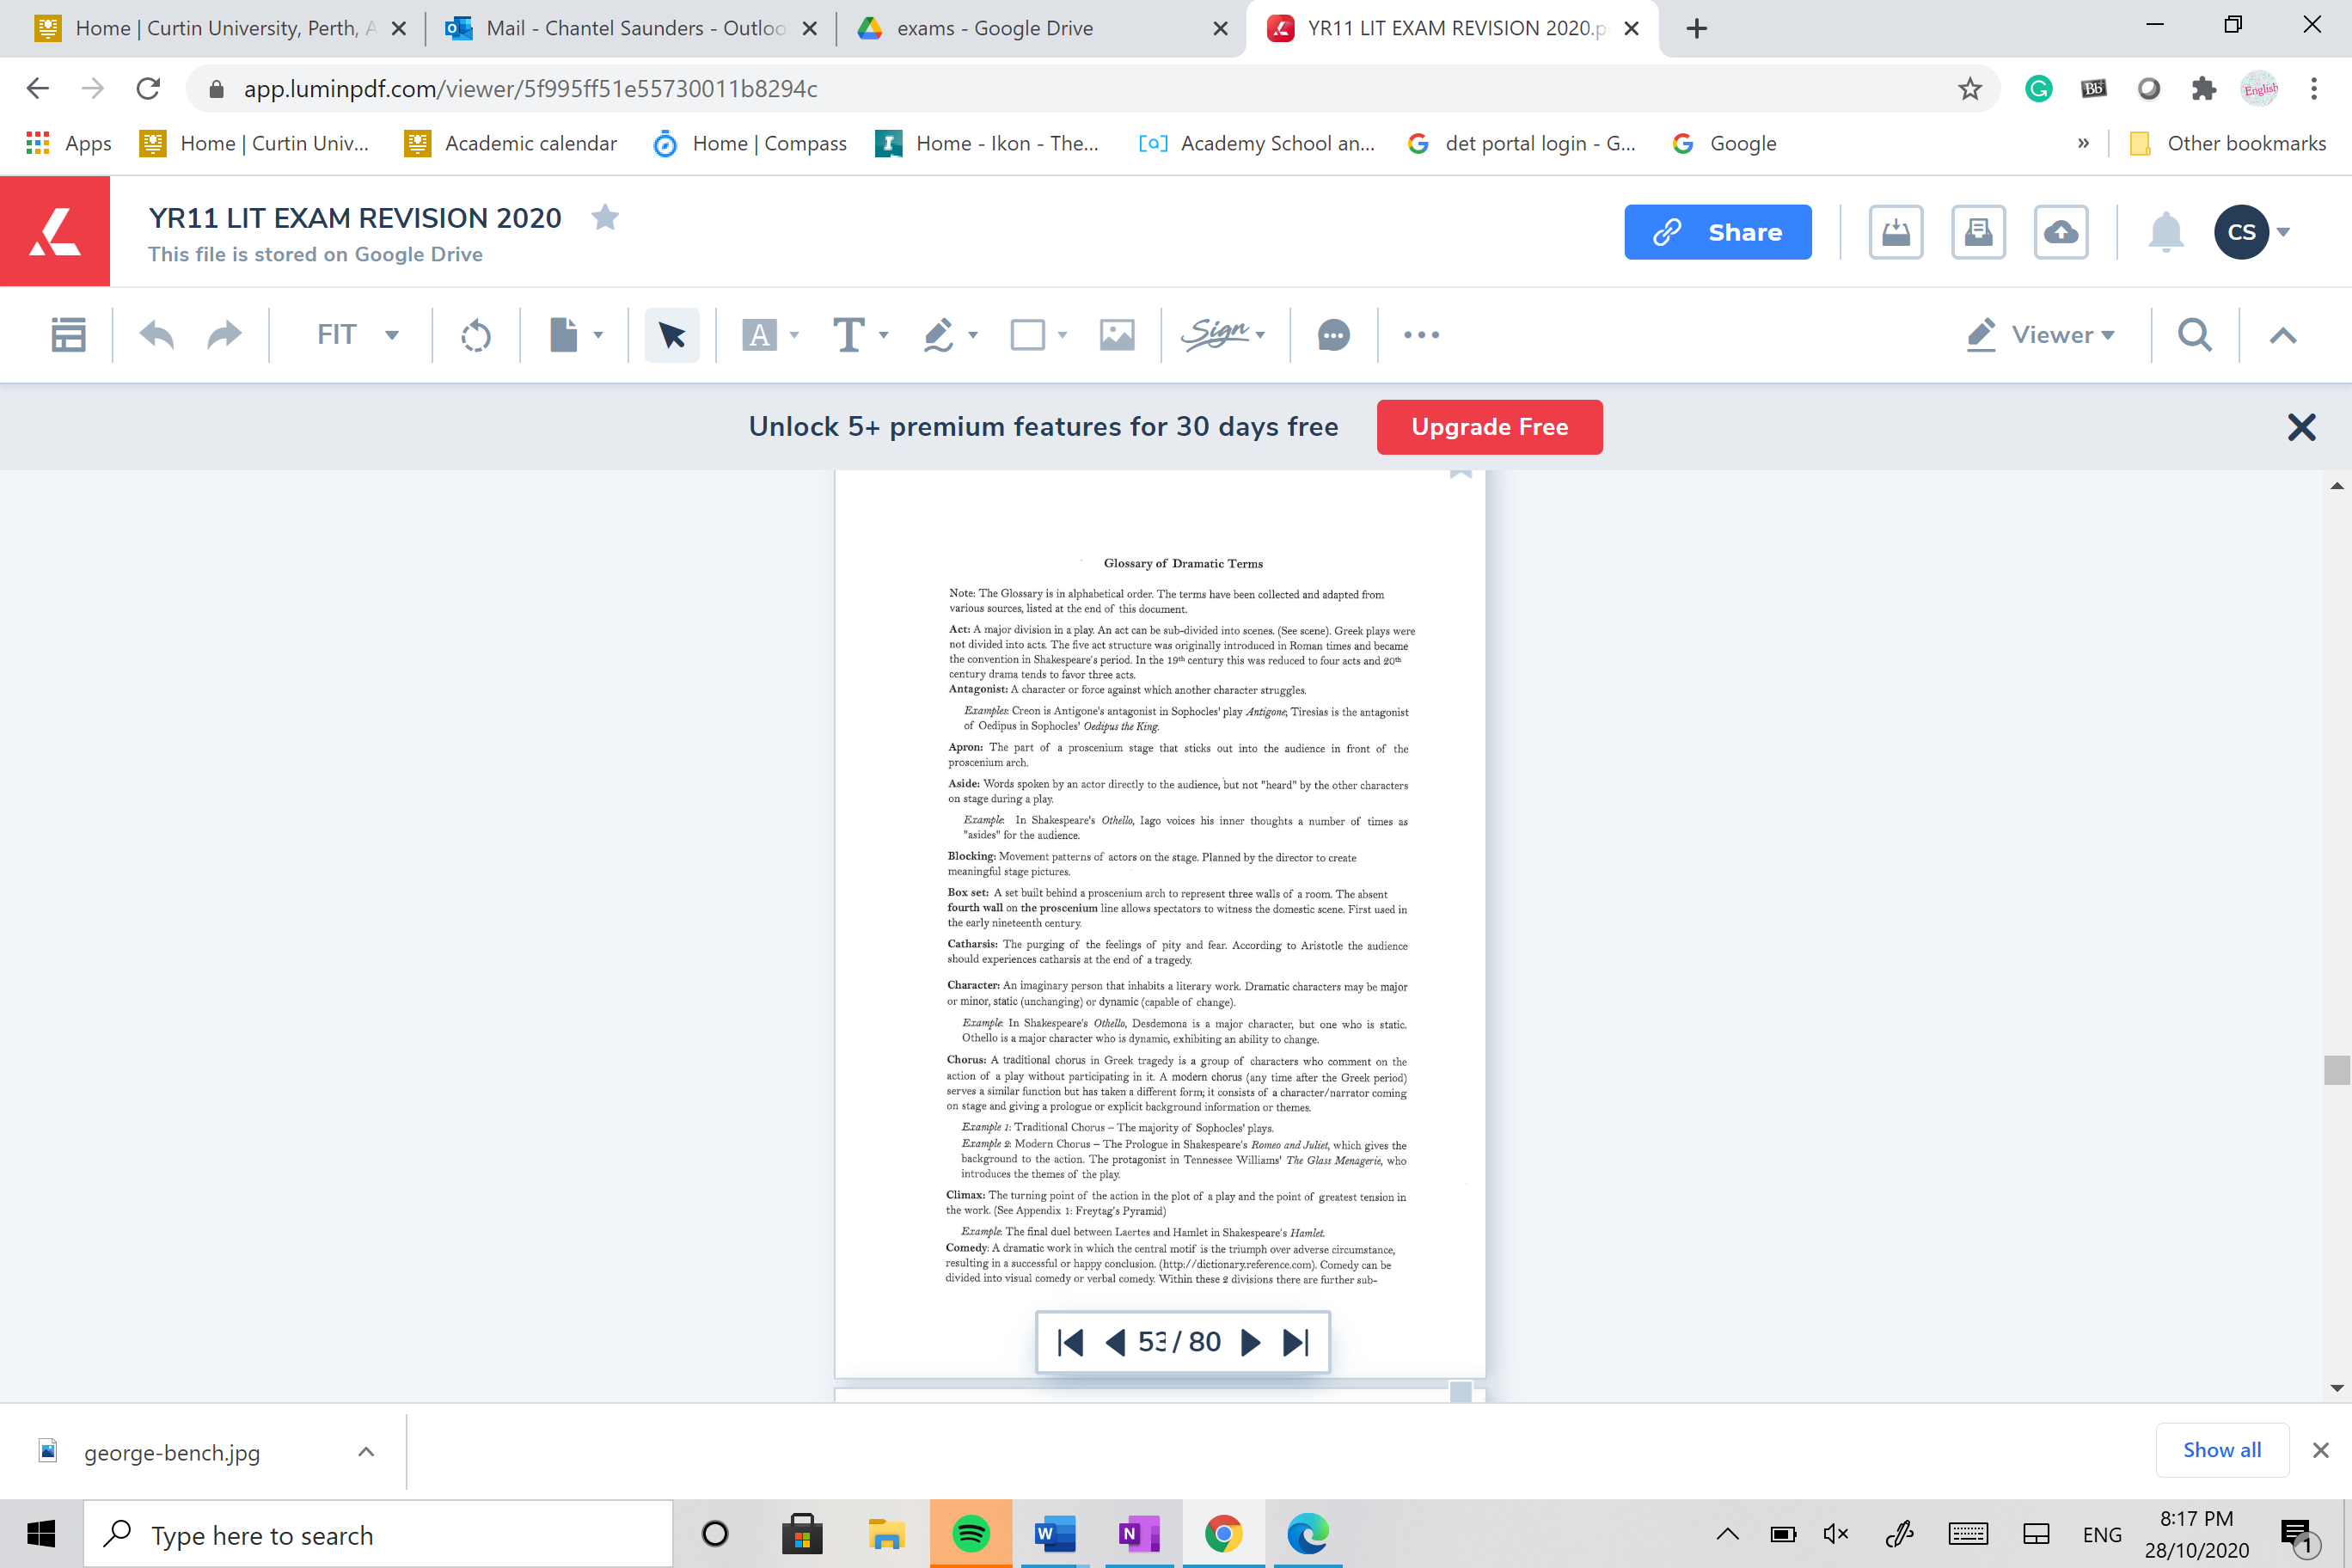 Home | Curtin University, Perth, A
Mail - Chantel Saunders - Outloo
exams - Google Drive
YR11 LIT EXAM REVISION 2020.p
app.luminpdf.com/viewer/5f995ff51e55730011b8294c
English
Apps
Home | Curtin Univ...
Academic calendar
Home | Compass
Home - Ikon - The...
Academy School an...
det portal login - G...
Google
»
Other bookmarks
YR11 LIT EXAM REVISION 2020
This file is stored on Google Drive
Share
CS
FIT
Sign
Viewer
Unlock 5+ premium features for 30 days free
Upgrade Free
Glossary of Dramatic Terms
Note: The Glossary is in alphabetical order. The terms have been collected and adapted from
various sources, listed at the end of this document.
Act: A major division in a play. An act can be sub-divided into scenes. (See scene). Greek plays were
not divided into acts. The five act structure was originally introduced in Roman times and became
the convention in Shakespeare's period. In the 19th century this was reduced to four acts and 20th
century drama tends to favor three acts.
Antagonist: A character or force against which another character struggles.
Examples: Creon is Antigone's antagonist in Sophocles' play Antigone; Tiresias is the antagonist
of Oedipus in Sophocles' Oedipus the King.
Apron: The part of a proscenium stage that sticks out into the audience in front of the
proscenium arch.
Aside: Words spoken by an actor directly to the audience, but not "heard" by the other characters
on stage during a play.
Example: In Shakespeare's Othello, Iago voices his inner thoughts a number of times as
"asides" for the audience.
Blocking: Movement patterns of actors on the stage. Planned by the director to create
meaningful stage pictures.
Box set: A set built behind a proscenium arch to represent three walls of a room. The absent
fourth wall on the proscenium line allows spectators to witness the domestic scene. First used in
the early nineteenth century.
Catharsis: The purging of the feelings of pity and fear. According to Aristotle the audience
should experiences catharsis at the end of a tragedy.
Character: An imaginary person that inhabits a literary work. Dramatic characters may be major
or minor, static (unchanging) or dynamic (capable of change).
Example: In Shakespeare's Othello, Desdemona is a major character, but one who is static.
Othello is a major character who is dynamic, exhibiting an ability to change.
Chorus: A traditional chorus in Greek tragedy is a group of characters who comment on the
action of a play without participating in it. A modern chorus (any time after the Greek period)
serves a similar function but has taken a different form; it consists of a character/narrator coming
on stage and giving a prologue or explicit background information or themes.
Example 1: Traditional Chorus – The majority of Sophocles' plays.
Example 2: Modern Chorus – The Prologue in Shakespeare's Romeo and Juliet, which gives the
background to the action. The protagonist in Tennessee Williams' The Glass Menagerie, who
introduces the themes of the play.
Climax: The turning point of the action in the plot of a play and the point of greatest tension in
the work. (See Appendix 1: Freytag's Pyramid)
Example: The final duel between Laertes and Hamlet in Shakespeare's Hamlet.
Comedy: A dramatic work in which the central motif is the triumph over adverse circumstance,
resulting in a successful or happy conclusion. (http://dictionary.reference.com). Comedy can be
divided into visual comedy or verbal comedy. Within these 2 divisions there are further sub-
53 / 80
george-bench.jpg
Show all
Type here to search
ENG
8:17 PM
28/10/2020
1